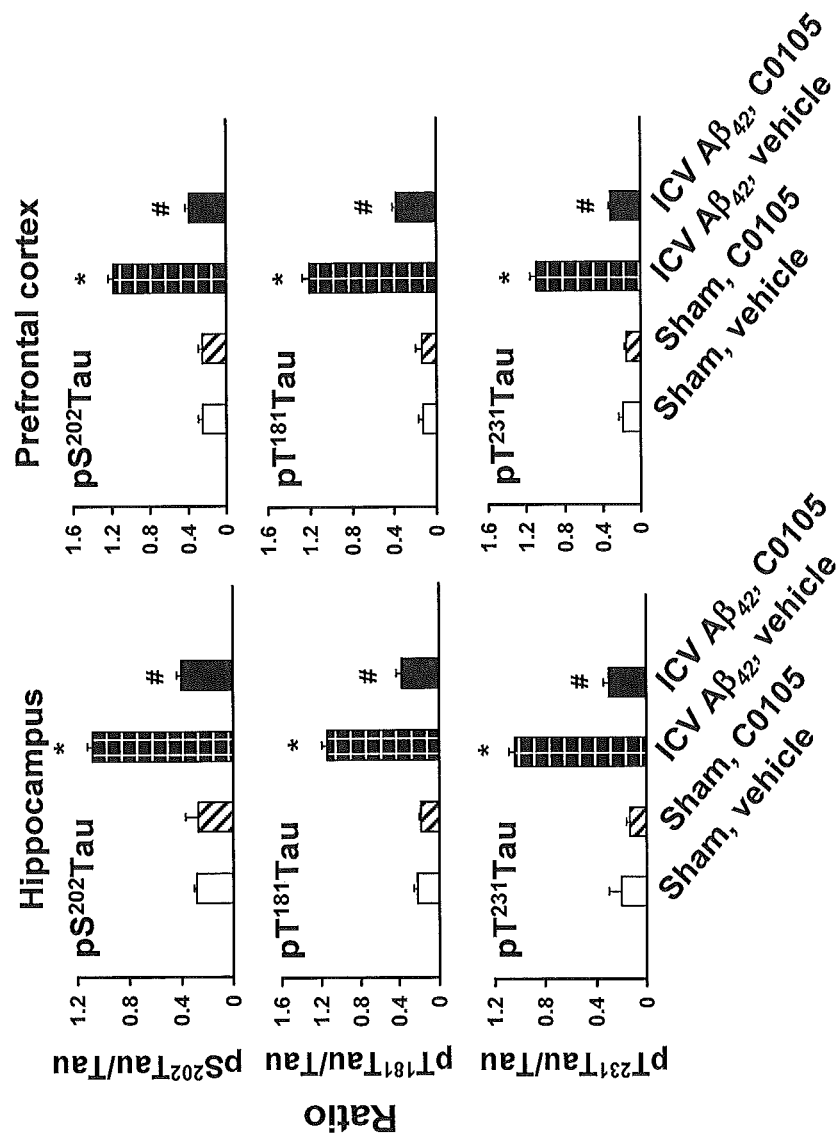 Hippocampus
Prefrontal cortex
Ratio
pS²⁰²Tau/Tau
1.2
0.8
0.4
0
pS²⁰²Tau
*
#
1.6
1.2
0.8
0.4
0
pS²⁰²Tau
*
#
pT¹⁸¹Tau/Tau
1.6
1.2
0.8
0.4
0
pT¹⁸¹Tau
*
#
1.6
1.2
0.8
0.4
0
pT¹⁸¹Tau
*
#
pT²³¹Tau/Tau
1.2
0.8
0.4
0
pT²³¹Tau
*
#
1.6
1.2
0.8
0.4
0
pT²³¹Tau
*
#
Sham, vehicle
Sham, C0105
ICV Aβ₄₂, vehicle
ICV Aβ₄₂, C0105
Sham, vehicle
Sham, C0105
ICV Aβ₄₂, vehicle
ICV Aβ₄₂, C0105